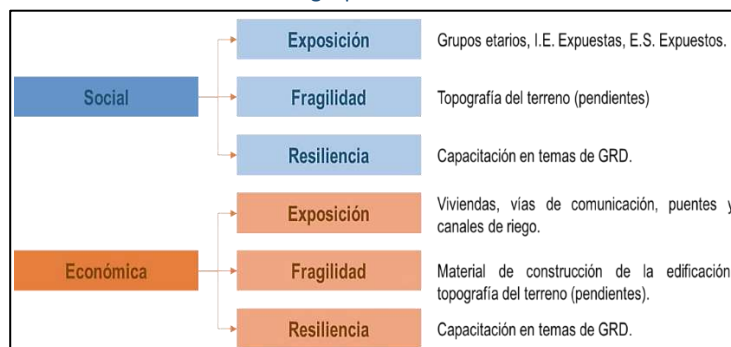 Exposición
Grupos etarios, I.E. Expuestas, E.S. Expuestos.
Social
Fragilidad
Topografía del terreno (pendientes)
Resiliencia
Capacitación en temas de GRD.
Exposición
Viviendas, vías de comunicación, puentes y
canales de riego.
Económica
Fragilidad
Material de construcción de la edificación
topografía del terreno (pendientes).
Resiliencia
Capacitación en temas de GRD.